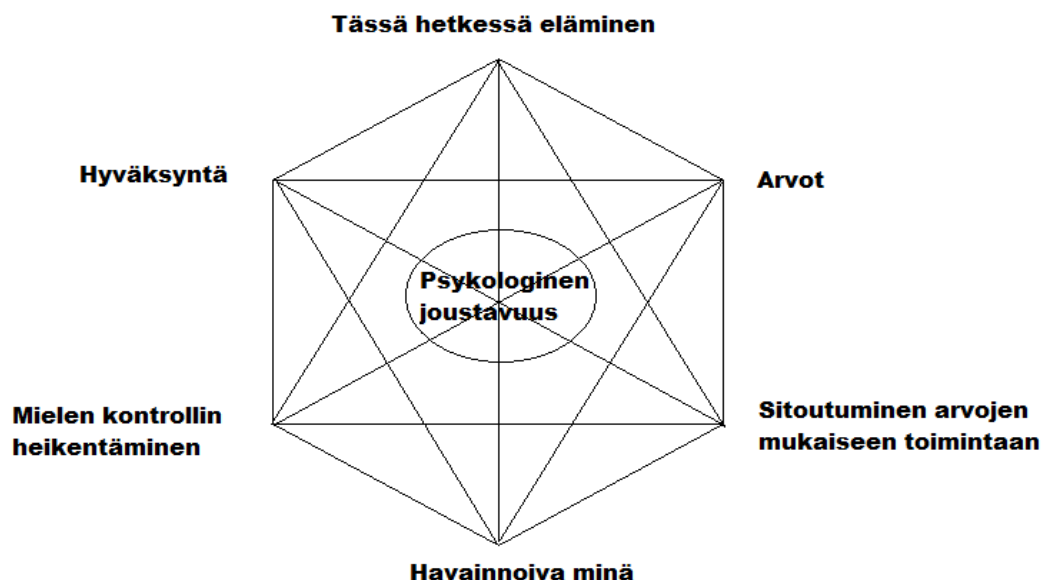 Tässä hetkessä eläminen
Hyväksyntä
Arvot
Psykologinen
joustavuus
Mielen kontrollin
heikentäminen
Sitoutuminen arvojen
mukaiseen toimintaan
Havainnoiva minä